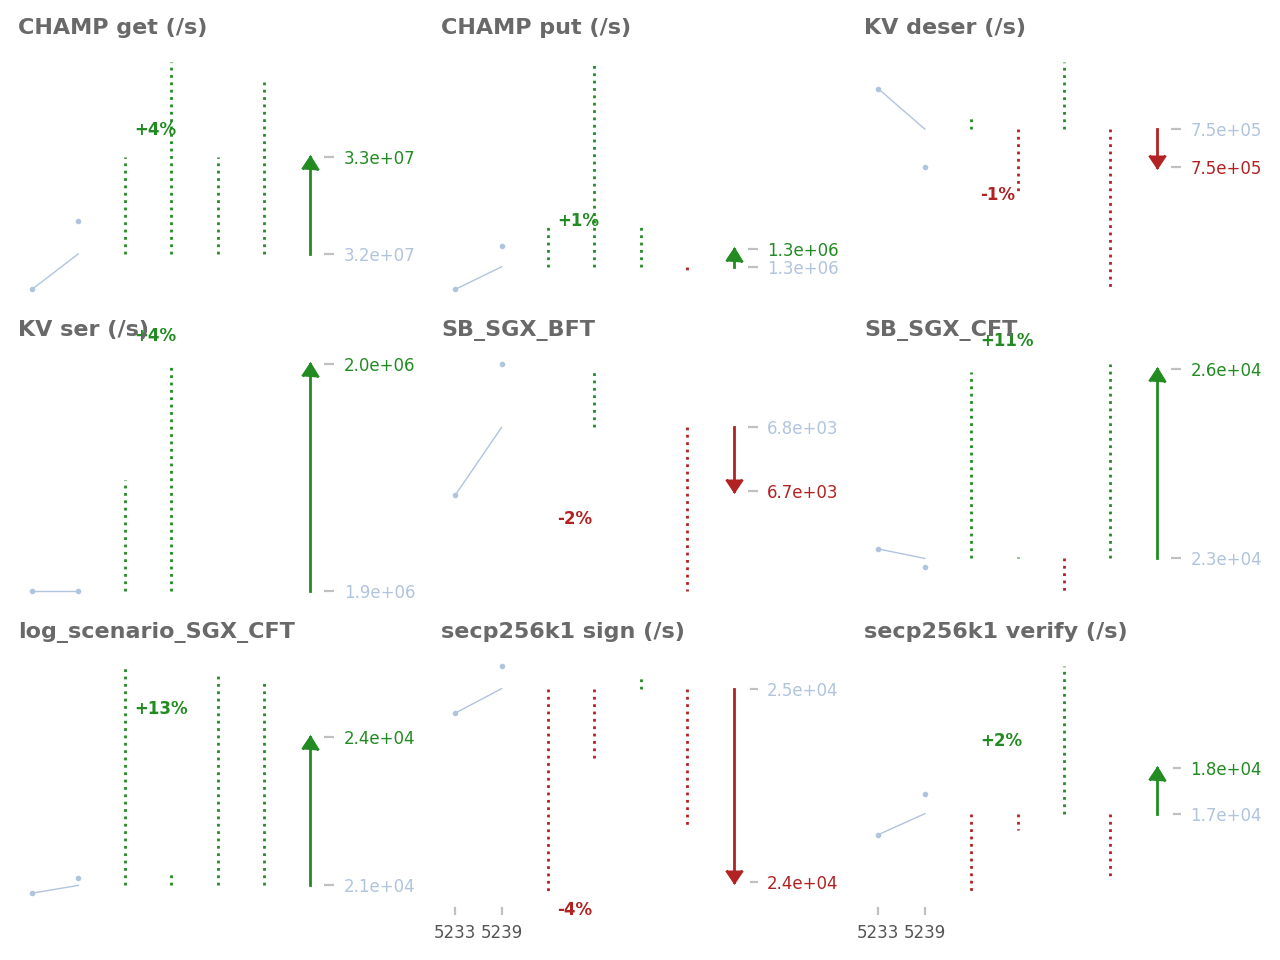 CHAMP get (/s)
CHAMP put (/s)
KV deser (/s)
+4%
3.3e+07
3.2e+07
+1%
1.3e+06
1.3e+06
-1%
7.5e+05
7.5e+05
KV ser (/s)
SB_SGX_BFT
SB_SGX_CFT
+4%
2.0e+06
1.9e+06
-2%
6.8e+03
6.7e+03
+11%
2.6e+04
2.3e+04
log_scenario_SGX_CFT
secp256k1 sign (/s)
secp256k1 verify (/s)
+13%
2.4e+04
2.1e+04
2.5e+04
2.4e+04
-4%
+2%
1.8e+04
1.7e+04
5233 5239
5233 5239